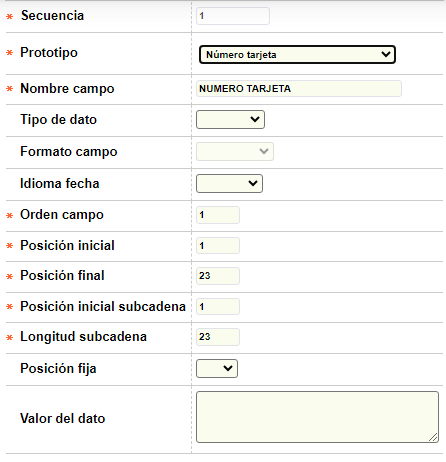 * Secuencia 1
* Prototipo Número tarjeta
* Nombre campo NUMERO TARJETA
Tipo de dato
Formato campo
Idioma fecha
* Orden campo 1
* Posición inicial 1
* Posición final 23
* Posición inicial subcadena 1
* Longitud subcadena 23
Posición fija
Valor del dato